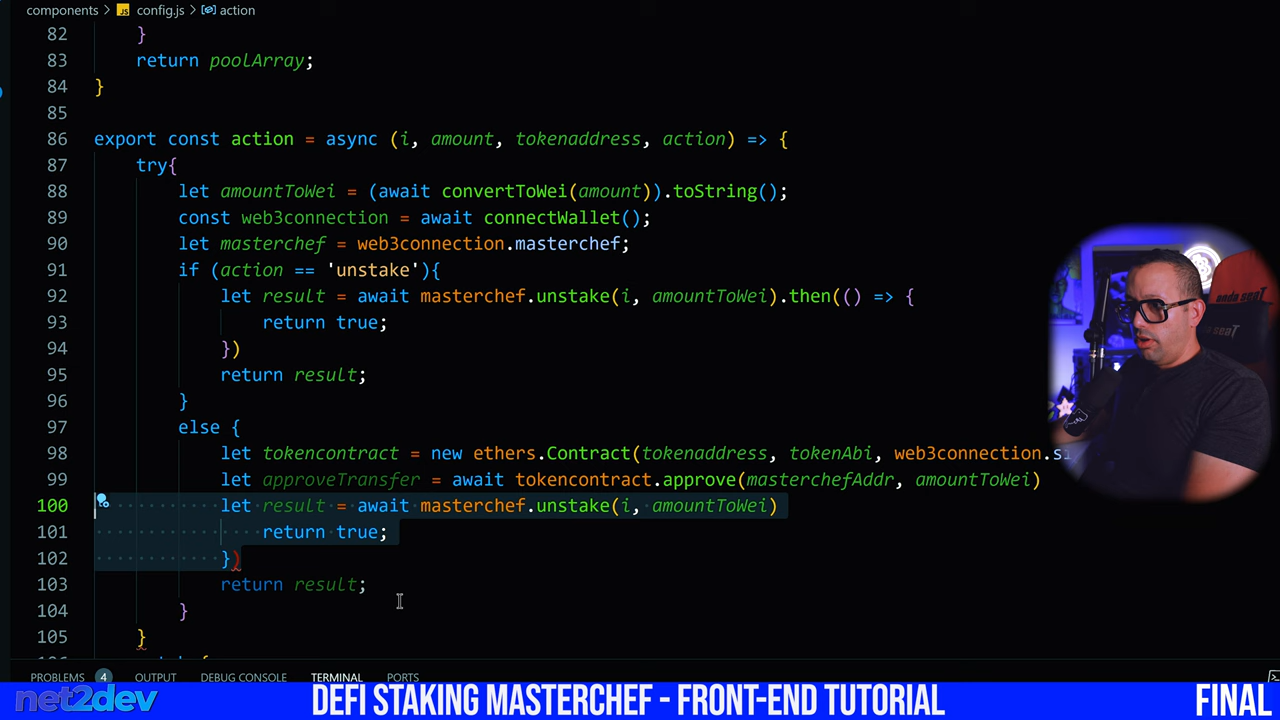 components > config.js > action
82 }
83 return poolArray;
84 }
85
86 export const action = async (i, amount, tokenaddress, action) => {
87 try{
88 let amountToWei = (await convertToWei(amount)).toString();
89 const web3connection = await connectWallet();
90 let masterchef = web3connection.masterchef;
91 if (action == 'unstake'){
92 let result = await masterchef.unstake(i, amountToWei).then(() => {
93 return true;
94 })
95 return result;
96 }
97 else {
98 let tokencontract = new ethers.Contract(tokenaddress, tokenAbi, web3connection.si
99 let approveTransfer = await tokencontract.approve(masterchefAddr, amountToWei)
100 let result = await masterchef.unstake(i, amountToWei)
101 return true;
102 })
103 return result;
104 }
105 }
PROBLEMS 4 OUTPUT DEBUG CONSOLE TERMINAL PORTS
net2dev DEFI STAKING MASTERCHEF - FRONT-END TUTORIAL FINAL